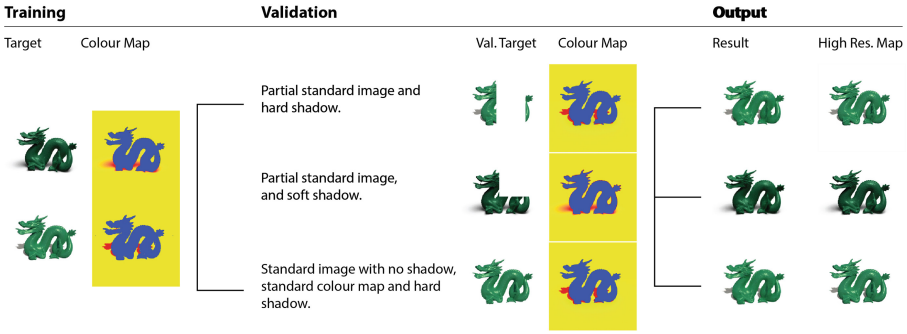 Training
Validation
Output
Target
Colour Map
Val. Target
Colour Map
Result
High Res. Map
Partial standard image and
hard shadow.
Partial standard image,
and soft shadow.
Standard image with no shadow,
standard colour map and hard
shadow.